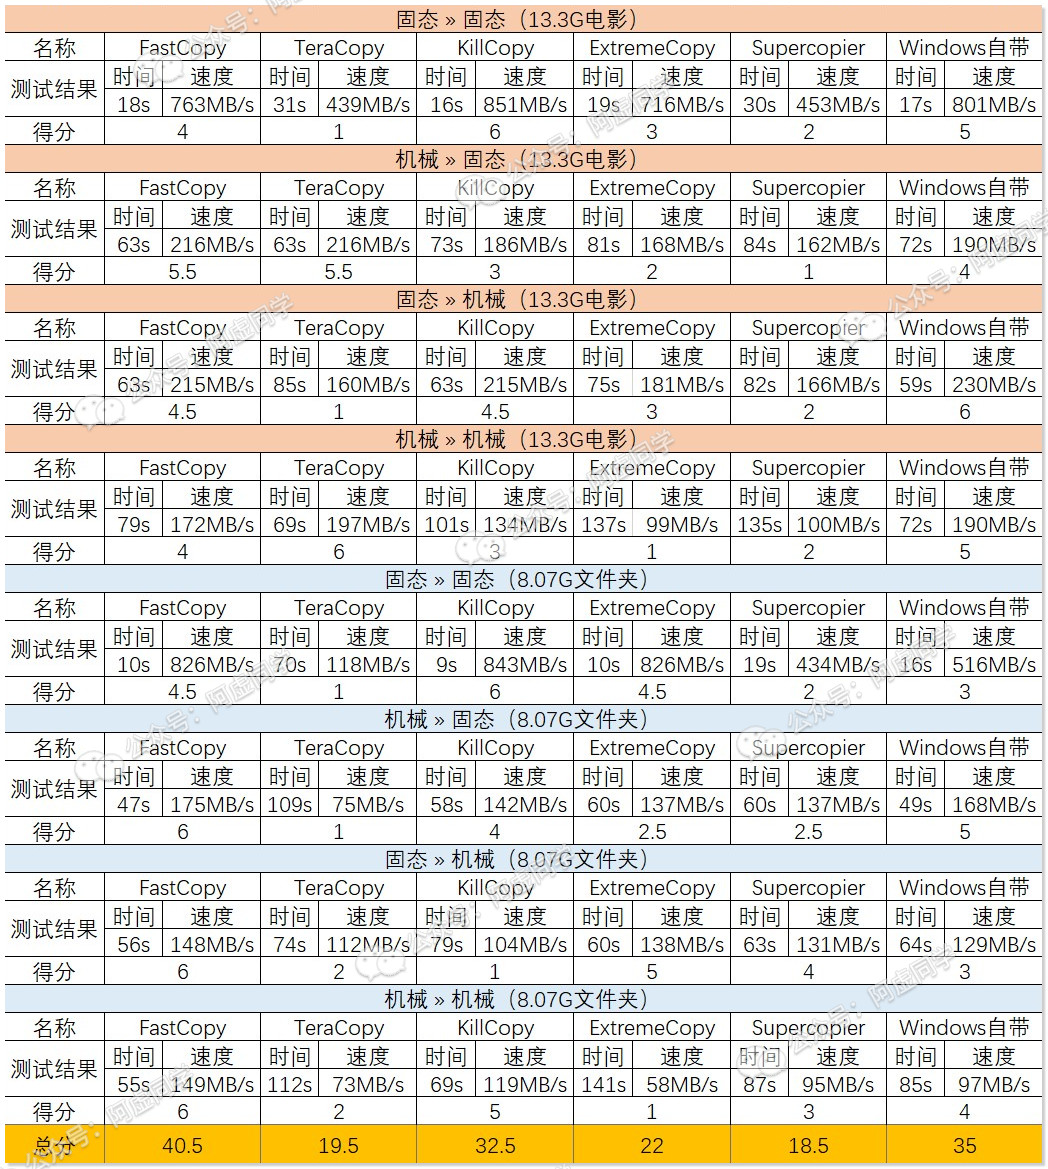 固态 » 固态（13.3G电影）
名称 FastCopy TeraCopy KillCopy ExtremeCopy Supercopier Windows自带
测试结果 时间 速度 时间 速度 时间 速度 时间 速度 时间 速度 时间 速度
18s 763MB/s 31s 439MB/s 16s 851MB/s 19s 716MB/s 30s 453MB/s 17s 801MB/s
得分 4 1 6 3 2 5
机械 » 固态（13.3G电影）
名称 FastCopy TeraCopy KillCopy ExtremeCopy Supercopier Windows自带
测试结果 时间 速度 时间 速度 时间 速度 时间 速度 时间 速度 时间 速度
63s 216MB/s 63s 216MB/s 73s 186MB/s 81s 168MB/s 84s 162MB/s 72s 190MB/s
得分 5.5 5.5 3 2 1 4
固态 » 机械（13.3G电影）
名称 FastCopy TeraCopy KillCopy ExtremeCopy Supercopier Windows自带
测试结果 时间 速度 时间 速度 时间 速度 时间 速度 时间 速度 时间 速度
63s 215MB/s 85s 160MB/s 63s 215MB/s 75s 181MB/s 82s 166MB/s 59s 230MB/s
得分 4.5 1 4.5 3 2 6
机械 » 机械（13.3G电影）
名称 FastCopy TeraCopy KillCopy ExtremeCopy Supercopier Windows自带
测试结果 时间 速度 时间 速度 时间 速度 时间 速度 时间 速度 时间 速度
79s 172MB/s 69s 197MB/s 101s 134MB/s 137s 99MB/s 135s 100MB/s 72s 190MB/s
得分 4 6 3 1 2 5
固态 » 固态（8.07G文件夹）
名称 FastCopy TeraCopy KillCopy ExtremeCopy Supercopier Windows自带
测试结果 时间 速度 时间 速度 时间 速度 时间 速度 时间 速度 时间 速度
10s 826MB/s 70s 118MB/s 9s 843MB/s 10s 826MB/s 19s 434MB/s 16s 516MB/s
得分 4.5 1 6 4.5 2 3
机械 » 固态（8.07G文件夹）
名称 FastCopy TeraCopy KillCopy ExtremeCopy Supercopier Windows自带
测试结果 时间 速度 时间 速度 时间 速度 时间 速度 时间 速度 时间 速度
47s 175MB/s 109s 75MB/s 58s 142MB/s 60s 137MB/s 60s 137MB/s 49s 168MB/s
得分 6 1 4 2.5 2.5 5
固态 » 机械（8.07G文件夹）
名称 FastCopy TeraCopy KillCopy ExtremeCopy Supercopier Windows自带
测试结果 时间 速度 时间 速度 时间 速度 时间 速度 时间 速度 时间 速度
56s 148MB/s 74s 112MB/s 79s 104MB/s 60s 138MB/s 63s 131MB/s 64s 129MB/s
得分 6 2 1 5 4 3
机械 » 机械（8.07G文件夹）
名称 FastCopy TeraCopy KillCopy ExtremeCopy Supercopier Windows自带
测试结果 时间 速度 时间 速度 时间 速度 时间 速度 时间 速度 时间 速度
55s 149MB/s 112s 73MB/s 69s 119MB/s 141s 58MB/s 87s 95MB/s 85s 97MB/s
得分 6 2 5 1 3 4
总分 40.5 19.5 32.5 22 18.5 35
公众号：阿虚同学